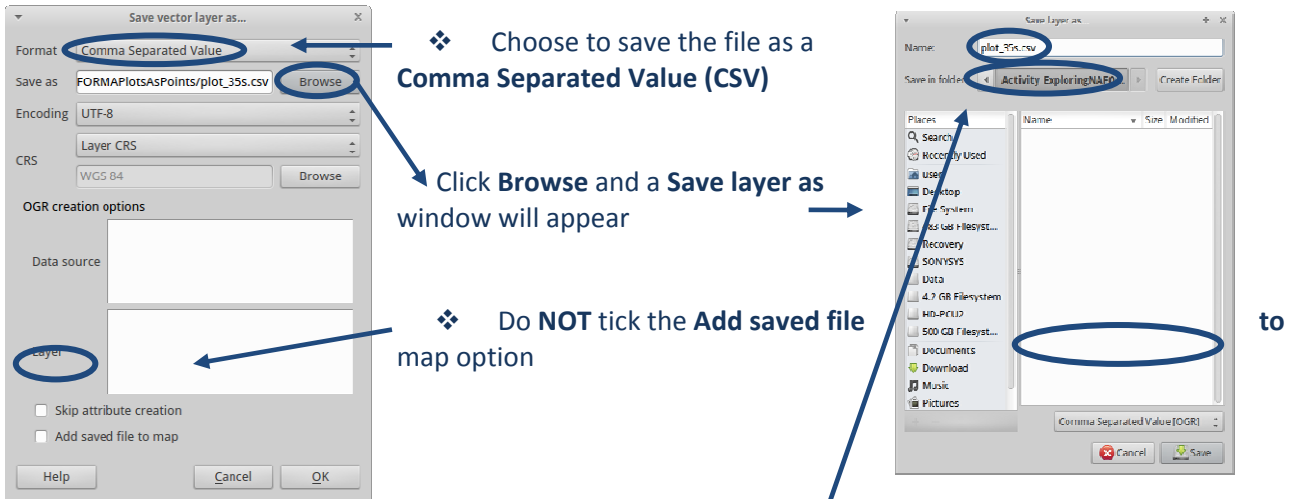 Save vector layer as...
Format Comma Separated Value
Save as FORMAPlotsAsPoints/plot_35s.csv Browse
Encoding UTF-8
CRS Layer CRS
WGS 84 Browse
OGR creation options
Data source
Layer
Skip attribute creation
Add saved file to map
Help Cancel OK
❖ Choose to save the file as a
Comma Separated Value (CSV)
Click Browse and a Save layer as
window will appear
❖ Do NOT tick the Add saved file to
map option
Save layer as...
Name: plot_35s.csv
Save in folder: Activity Exploring Create Folder
Places
Search
Recently Used
user
Desktop
File System
Recovery
SONYSYS
Data
4.2 GB Filesystem
HD-PCU2
500 GB Filesyst...
Documents
Download
Music
Pictures
Name Size Modified
Comma Separated Value [OGR]
Cancel Save